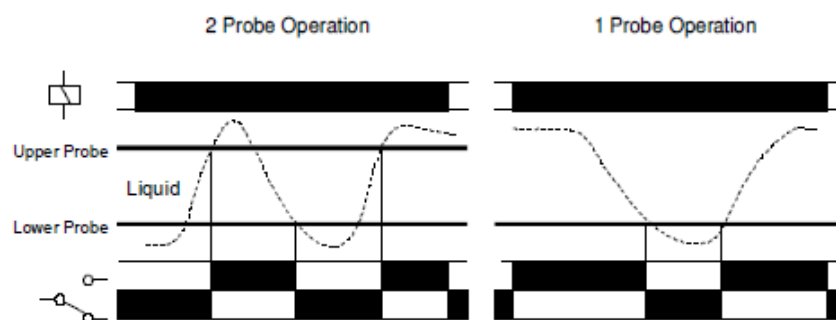 2 Probe Operation
1 Probe Operation
Upper Probe
Liquid
Lower Probe